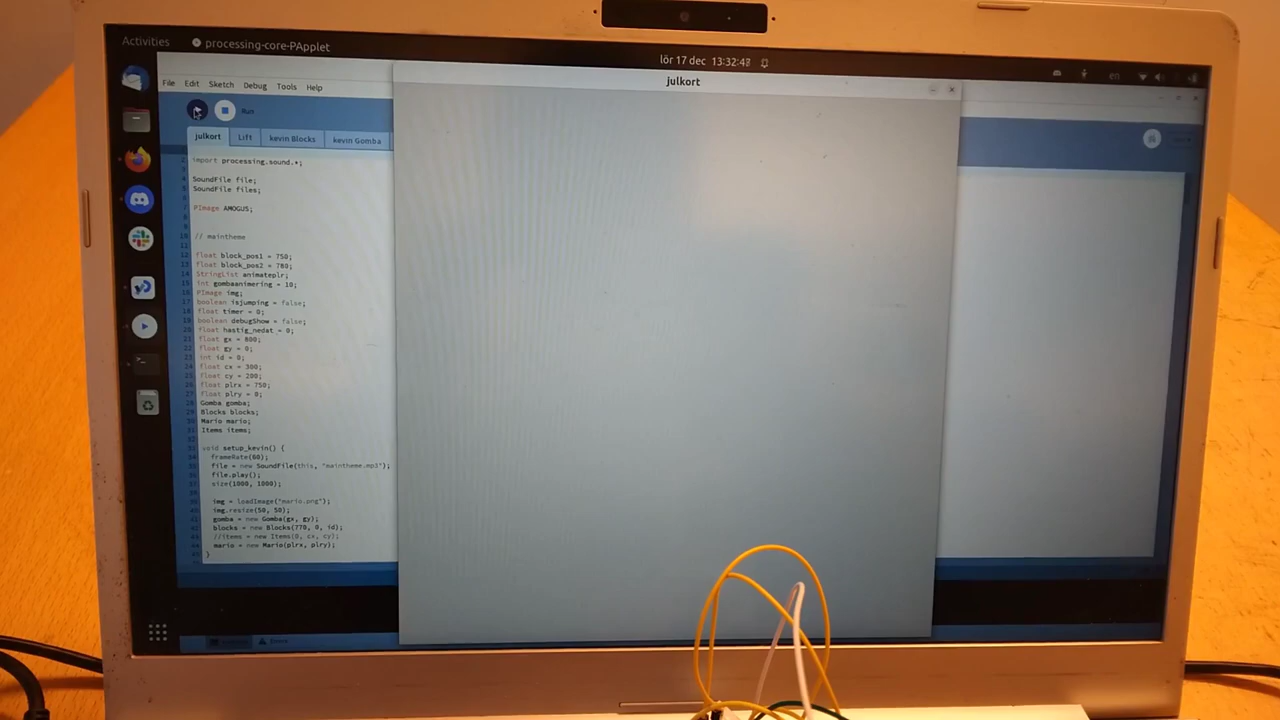 Activities processing-core-PApplet
lör 17 dec 13:32:48
en
julkort
File Edit Sketch Debug Tools Help
Run
julkort Lift kevin Blocks kevin Gomba
import processing.sound.*;
SoundFile file;
SoundFile files;
PImage AMOGUS;
// maintheme
float block_pos1 = 750;
float block_pos2 = 780;
StringList animateplr;
int gombaanimering = 10;
PImage img;
boolean isjumping = false;
float timer = 0;
boolean debugShow = false;
float hastig_nedat = 0;
float gx = 800;
float gy = 0;
int id = 0;
float cx = 300;
float cy = 200;
float plrx = 750;
float plry = 0;
Gomba gomba;
Blocks blocks;
Mario mario;
Items items;
void setup_kevin() {
frameRate(60);
file = new SoundFile(this, "maintheme.mp3");
file.play();
size(1000, 1000);
img = loadImage("mario.png");
img.resize(50, 50);
gomba = new Gomba(gx, gy);
blocks = new Blocks(770, 0, id);
//items = new Items(0, cx, cy);
mario = new Mario(plrx, plry);
}